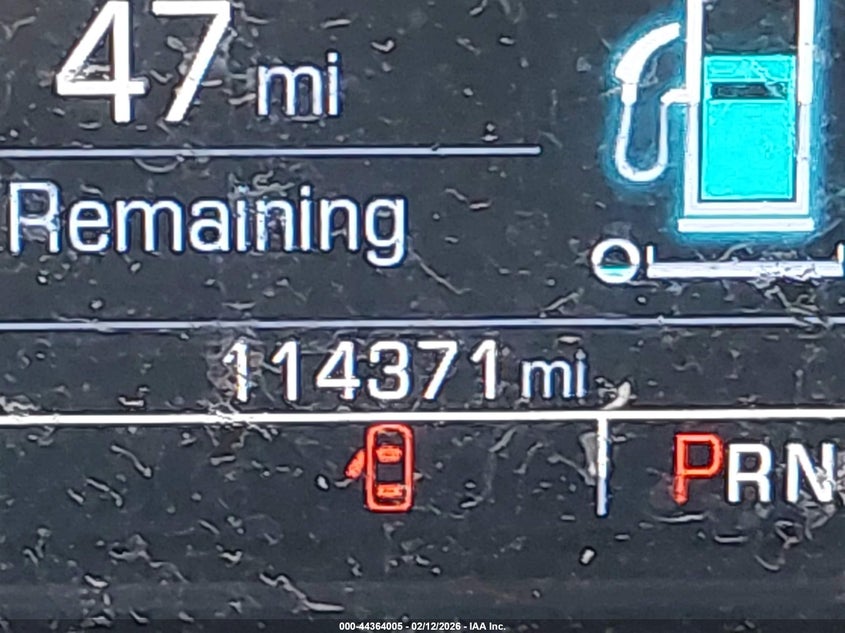 47 mi
Remaining
114371 mi
PRN
000-44364005 - 02/12/2026 - IAA Inc.